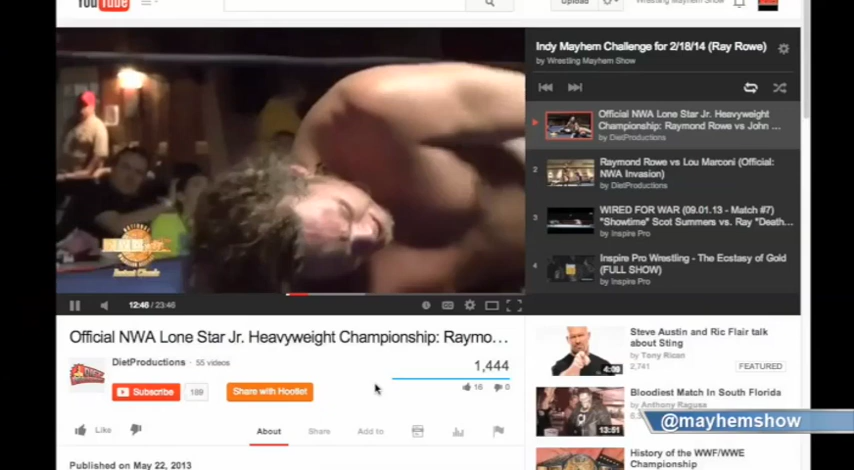 YouTube
Upload
Wrestling Mayhem Show
Indy Mayhem Challenge for 2/18/14 (Ray Rowe)
by Wrestling Mayhem Show
Official NWA Lone Star Jr. Heavyweight
Championship: Raymond Rowe vs John ...
by DietProductions
2
Raymond Rowe vs Lou Marconi (Official:
NWA Invasion)
by DietProductions
3
WIRED FOR WAR (09.01.13 - Match #7)
"Showtime" Scot Summers vs. Ray "Death...
by Inspire Pro
4
Inspire Pro Wrestling - The Ecstasy of Gold
(FULL SHOW)
by Inspire Pro
12:46 / 23:46
Official NWA Lone Star Jr. Heavyweight Championship: Raymo...
DietProductions · 55 videos
Subscribe
189
Share with Hootlet
1,444
16
0
Like
About
Share
Add to
Published on May 22, 2013
4:09
Steve Austin and Ric Flair talk
about Sting
by Tony Rican
2,741
FEATURED
13:51
Bloodiest Match In South Florida
by Anthony Ragusa
@mayhemshow
History of the WWF/WWE
Championship